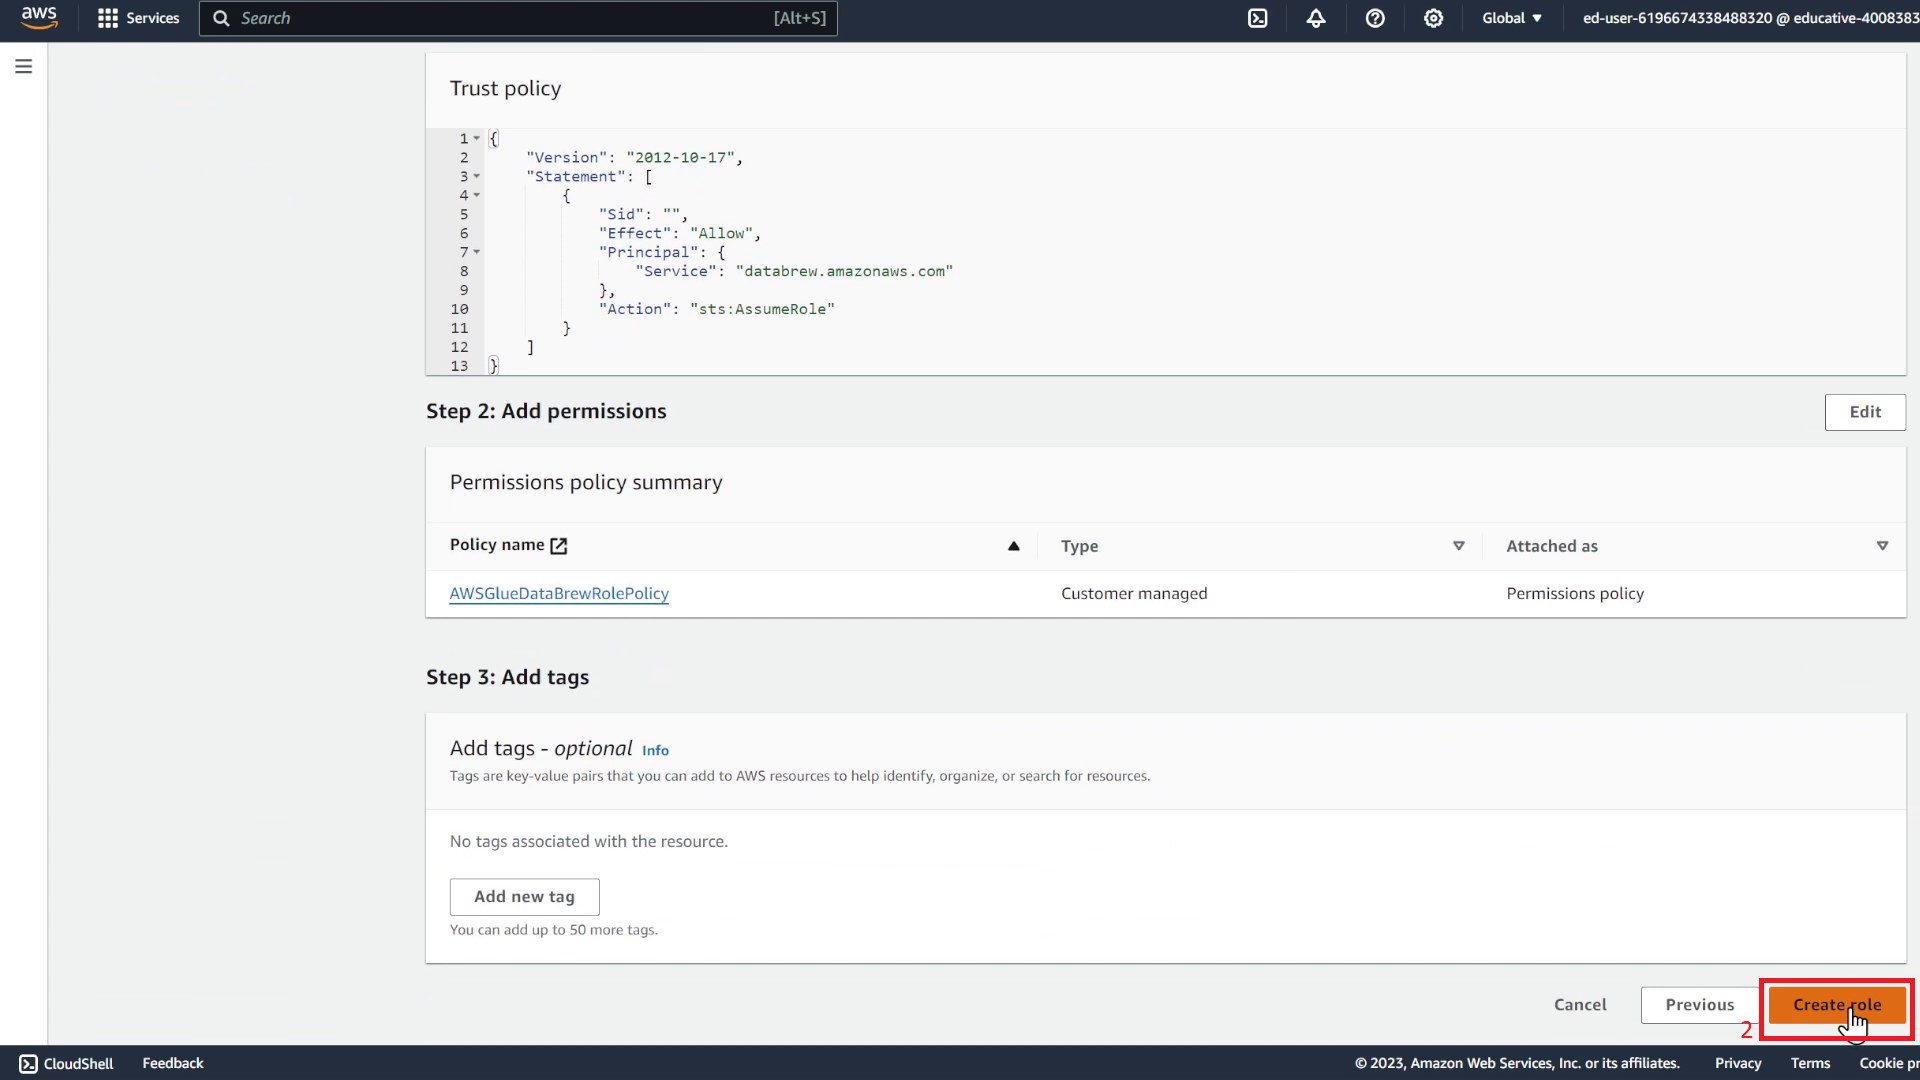 aws
Services
Search
[Alt+S]
Global
ed-user-6196674338488320 @ educative-4008383
Trust policy
1 {
2 "Version": "2012-10-17",
3 "Statement": [
4 {
5 "Sid": "",
6 "Effect": "Allow",
7 "Principal": {
8 "Service": "databrew.amazonaws.com"
9 },
10 "Action": "sts:AssumeRole"
11 }
12 ]
13 }
Step 2: Add permissions
Edit
Permissions policy summary
Policy name Type Attached as
AWSGlueDataBrewRolePolicy Customer managed Permissions policy
Step 3: Add tags
Add tags - optional Info
Tags are key-value pairs that you can add to AWS resources to help identify, organize, or search for resources.
No tags associated with the resource.
Add new tag
You can add up to 50 more tags.
Cancel
Previous
2
Create role
CloudShell
Feedback
© 2023, Amazon Web Services, Inc. or its affiliates.
Privacy
Terms
Cookie pr